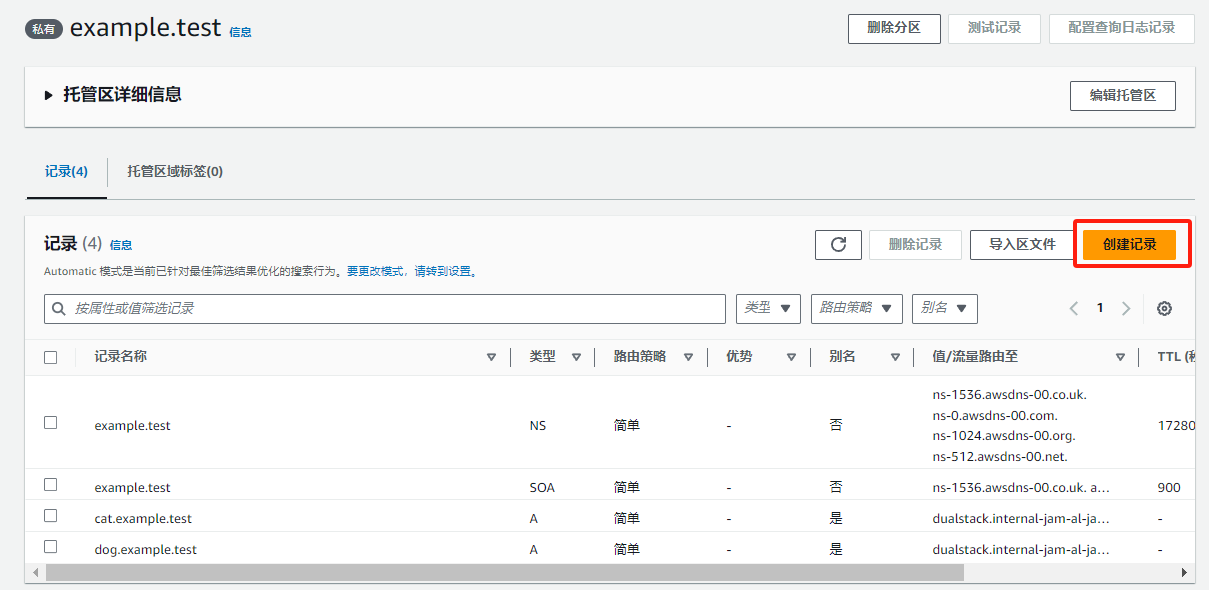 私有 example.test 信息 删除分区 测试记录 配置查询日志记录
托管区详细信息 编辑托管区
记录(4) 托管区域标签(0)
记录 (4) 信息 删除记录 导入区文件 创建记录
Automatic 模式是当前已针对最佳筛选结果优化的搜索行为。要更改模式，请转到设置。
按属性或值筛选记录 类型 路由策略 别名 1
记录名称 类型 路由策略 优势 别名 值/流量路由至 TTL (秒
ns-1536.awsdns-00.co.uk.
ns-0.awsdns-00.com.
example.test NS 简单 - 否 17280
ns-1024.awsdns-00.org.
ns-512.awsdns-00.net.
example.test SOA 简单 - 否 ns-1536.awsdns-00.co.uk. a... 900
cat.example.test A 简单 - 是 dualstack.internal-jam-al-ja... -
dog.example.test A 简单 - 是 dualstack.internal-jam-al-ja... -